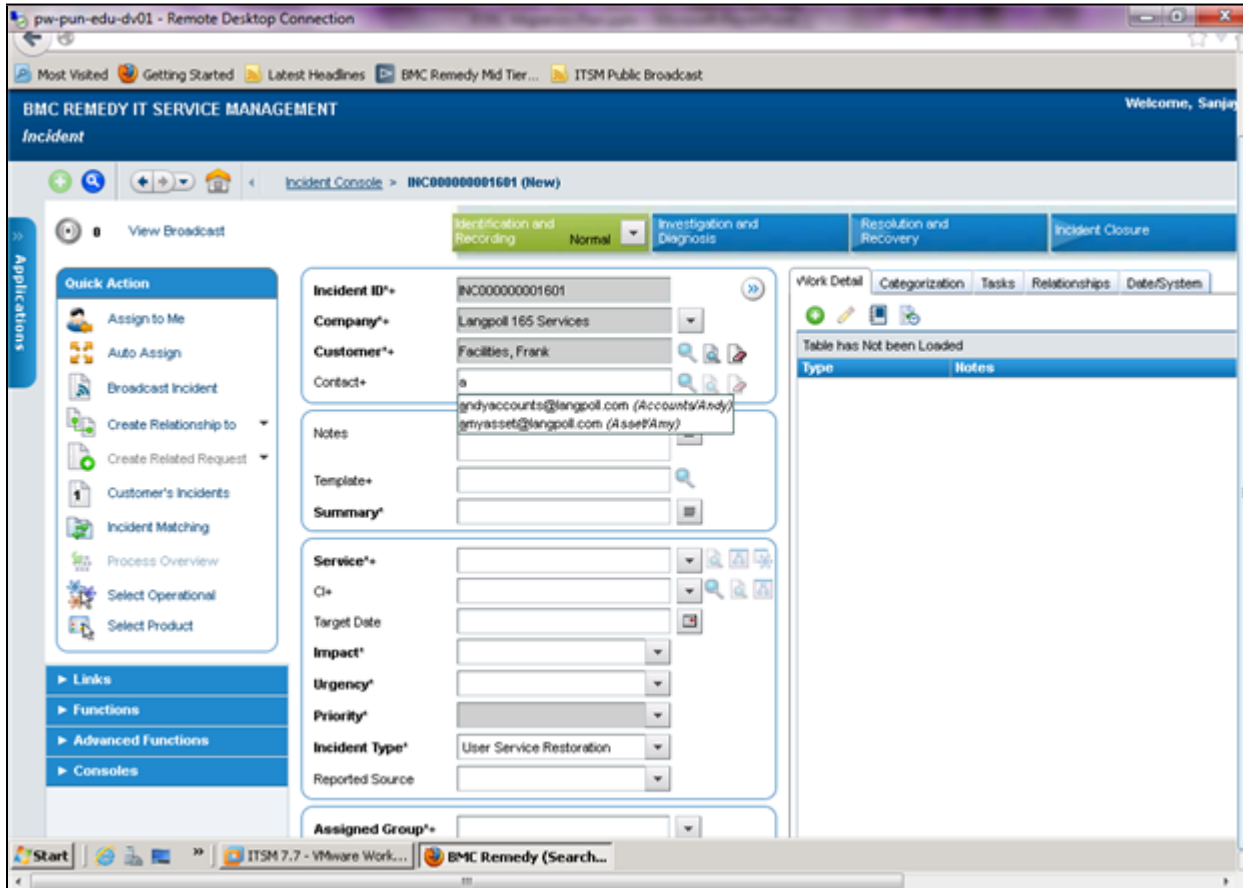 pw-pun-edu-dv01 - Remote Desktop Connection
Most Visited Getting Started Latest Headlines BMC Remedy Mid Tier... ITSM Public Broadcast
BMC REMEDY IT SERVICE MANAGEMENT
Welcome, Sanjay
Incident
Incident Console > INC000000001601 (New)
Applications
0 View Broadcast
Identification and Recording Normal
Investigation and Diagnosis
Resolution and Recovery
Incident Closure
Quick Action
Assign to Me
Auto Assign
Broadcast Incident
Create Relationship to
Create Related Request
Customer's Incidents
Incident Matching
Process Overview
Select Operational
Select Product
Links
Functions
Advanced Functions
Consoles
Incident ID*+ INC000000001601
Company*+ Langpoll 165 Services
Customer*+ Facilities, Frank
Contact+ a
andyaccounts@langpoll.com (Accounts/Andy)
amyasset@langpoll.com (Asset/Amy)
Notes
Template+
Summary*
Service*+
CI+
Target Date
Impact*
Urgency*
Priority*
Incident Type* User Service Restoration
Reported Source
Assigned Group*+
Work Detail Categorization Tasks Relationships Date/System
Table has Not been Loaded
Type Notes
Start ITSM 7.7 - VMware Work... BMC Remedy (Search...